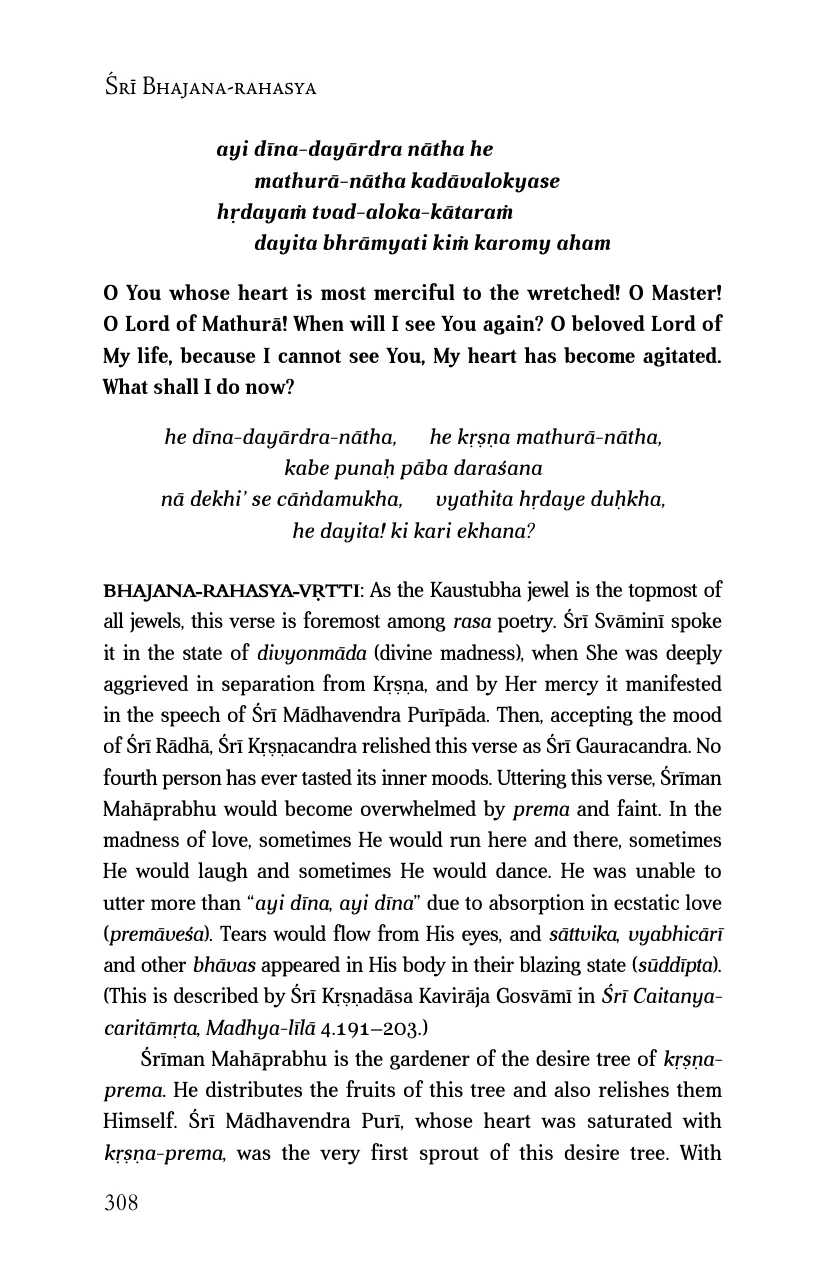 Śrī Bhajana-rahasya
ayi dīna-dayārdra nātha he
mathurā-nātha kadāvalokyase
hṛdayaṁ tvad-aloka-kātaraṁ
dayita bhrāmyati kiṁ karomy aham
O You whose heart is most merciful to the wretched! O Master!
O Lord of Mathurā! When will I see You again? O beloved Lord of
My life, because I cannot see You, My heart has become agitated.
What shall I do now?
he dīna-dayārdra-nātha, he kṛṣṇa mathurā-nātha,
kabe punaḥ pāba daraśana
nā dekhi’ se cāṅdamukha, vyathita hṛdaye duḥkha,
he dayita! ki kari ekhana?
BHAJANA-RAHASYA-VṚTTI: As the Kaustubha jewel is the topmost of
all jewels, this verse is foremost among rasa poetry. Śrī Svāminī spoke
it in the state of divyonmāda (divine madness), when She was deeply
aggrieved in separation from Kṛṣṇa, and by Her mercy it manifested
in the speech of Śrī Mādhavendra Purīpāda. Then, accepting the mood
of Śrī Rādhā, Śrī Kṛṣṇacandra relished this verse as Śrī Gauracandra. No
fourth person has ever tasted its inner moods. Uttering this verse, Śrīman
Mahāprabhu would become overwhelmed by prema and faint. In the
madness of love, sometimes He would run here and there, sometimes
He would laugh and sometimes He would dance. He was unable to
utter more than “ayi dīna, ayi dīna” due to absorption in ecstatic love
(premāveśa). Tears would flow from His eyes, and sāttvika, vyabhicārī
and other bhāvas appeared in His body in their blazing state (sūddīpta).
(This is described by Śrī Kṛṣṇadāsa Kavirāja Gosvāmī in Śrī Caitanya-
caritāmṛta, Madhya-līlā 4.191–203.)
Śrīman Mahāprabhu is the gardener of the desire tree of kṛṣṇa-
prema. He distributes the fruits of this tree and also relishes them
Himself. Śrī Mādhavendra Purī, whose heart was saturated with
kṛṣṇa-prema, was the very first sprout of this desire tree. With
308